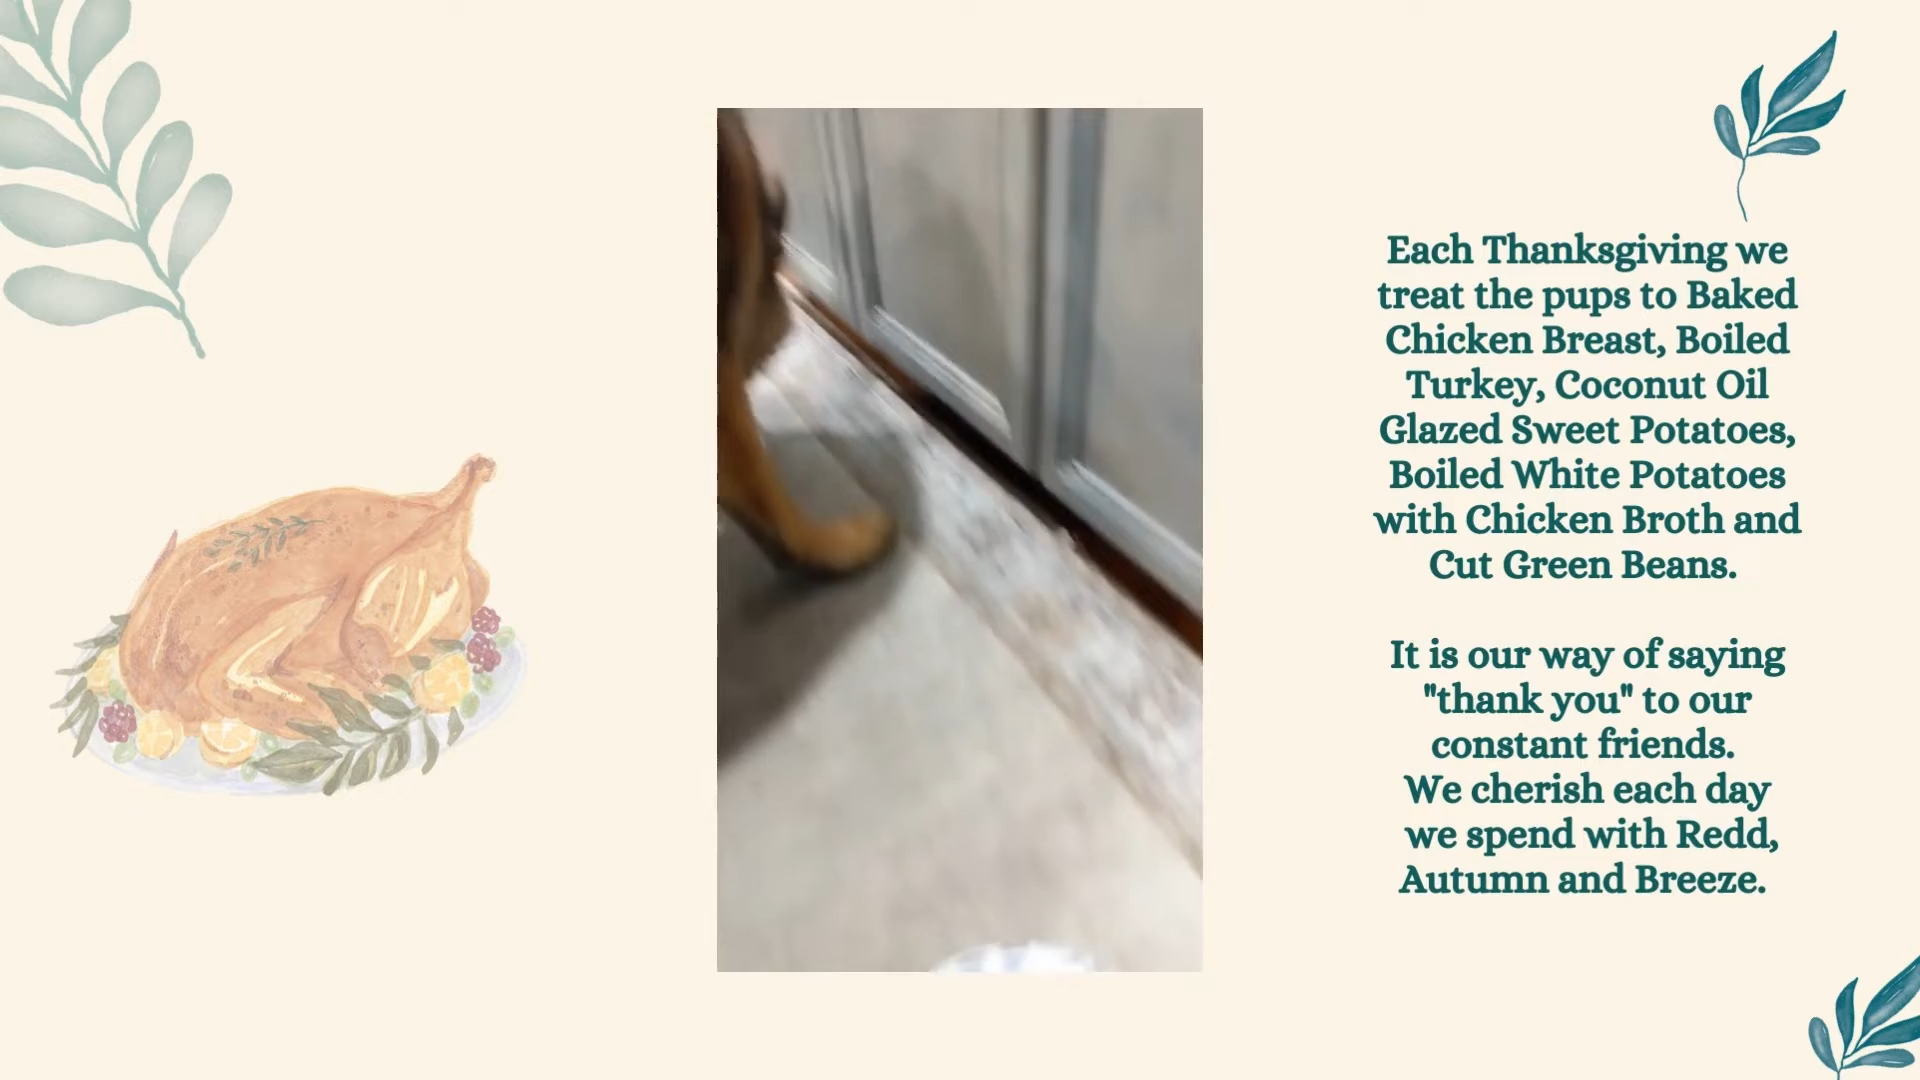 Each Thanksgiving we
treat the pups to Baked
Chicken Breast, Boiled
Turkey, Coconut Oil
Glazed Sweet Potatoes,
Boiled White Potatoes
with Chicken Broth and
Cut Green Beans.
It is our way of saying
"thank you" to our
constant friends.
We cherish each day
we spend with Redd,
Autumn and Breeze.